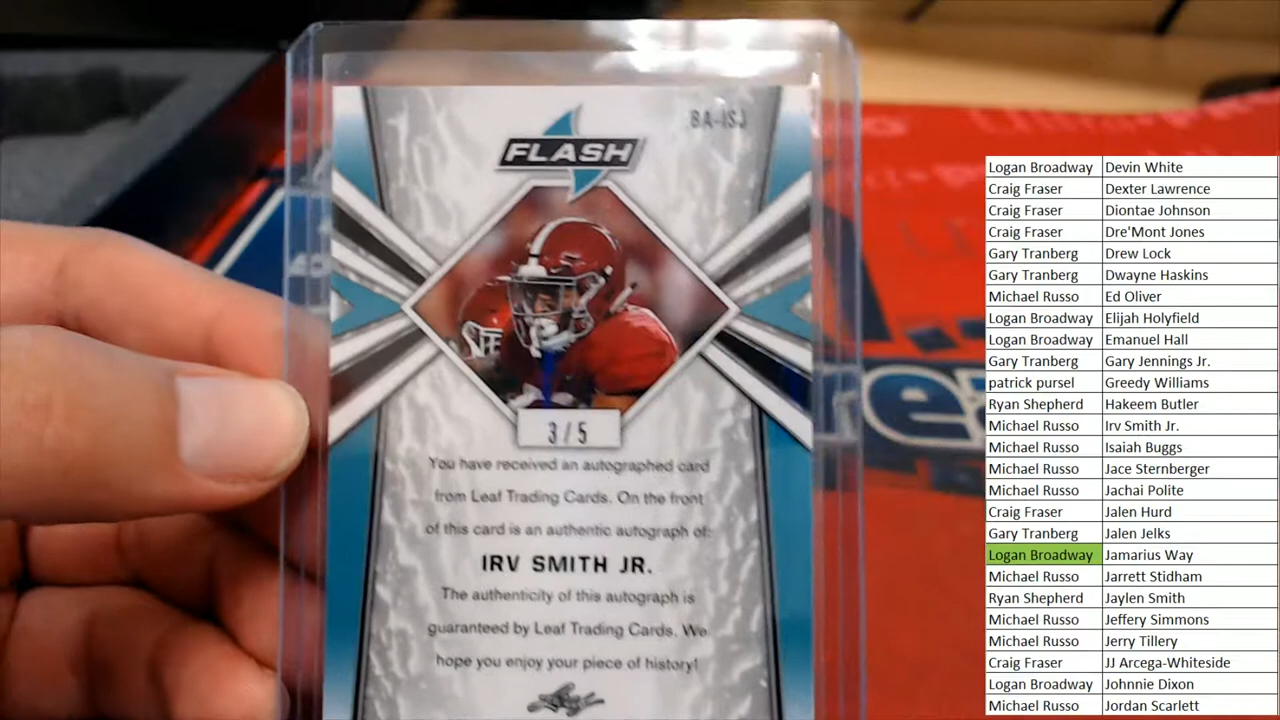 BA-ISJ
FLASH
3/5
You have received an autographed card
from Leaf Trading Cards. On the front
of this card is an authentic autograph of:
IRV SMITH JR.
The authenticity of this autograph is
guaranteed by Leaf Trading Cards. We
hope you enjoy your piece of history!
Leaf
Logan Broadway Devin White
Craig Fraser Dexter Lawrence
Craig Fraser Diontae Johnson
Craig Fraser Dre'Mont Jones
Gary Tranberg Drew Lock
Gary Tranberg Dwayne Haskins
Michael Russo Ed Oliver
Logan Broadway Elijah Holyfield
Logan Broadway Emanuel Hall
Gary Tranberg Gary Jennings Jr.
patrick pursel Greedy Williams
Ryan Shepherd Hakeem Butler
Michael Russo Irv Smith Jr.
Michael Russo Isaiah Buggs
Michael Russo Jace Sternberger
Michael Russo Jachai Polite
Craig Fraser Jalen Hurd
Gary Tranberg Jalen Jelks
Logan Broadway Jamarius Way
Michael Russo Jarrett Stidham
Ryan Shepherd Jaylen Smith
Michael Russo Jeffery Simmons
Michael Russo Jerry Tillery
Craig Fraser JJ Arcega-Whiteside
Logan Broadway Johnnie Dixon
Michael Russo Jordan Scarlett